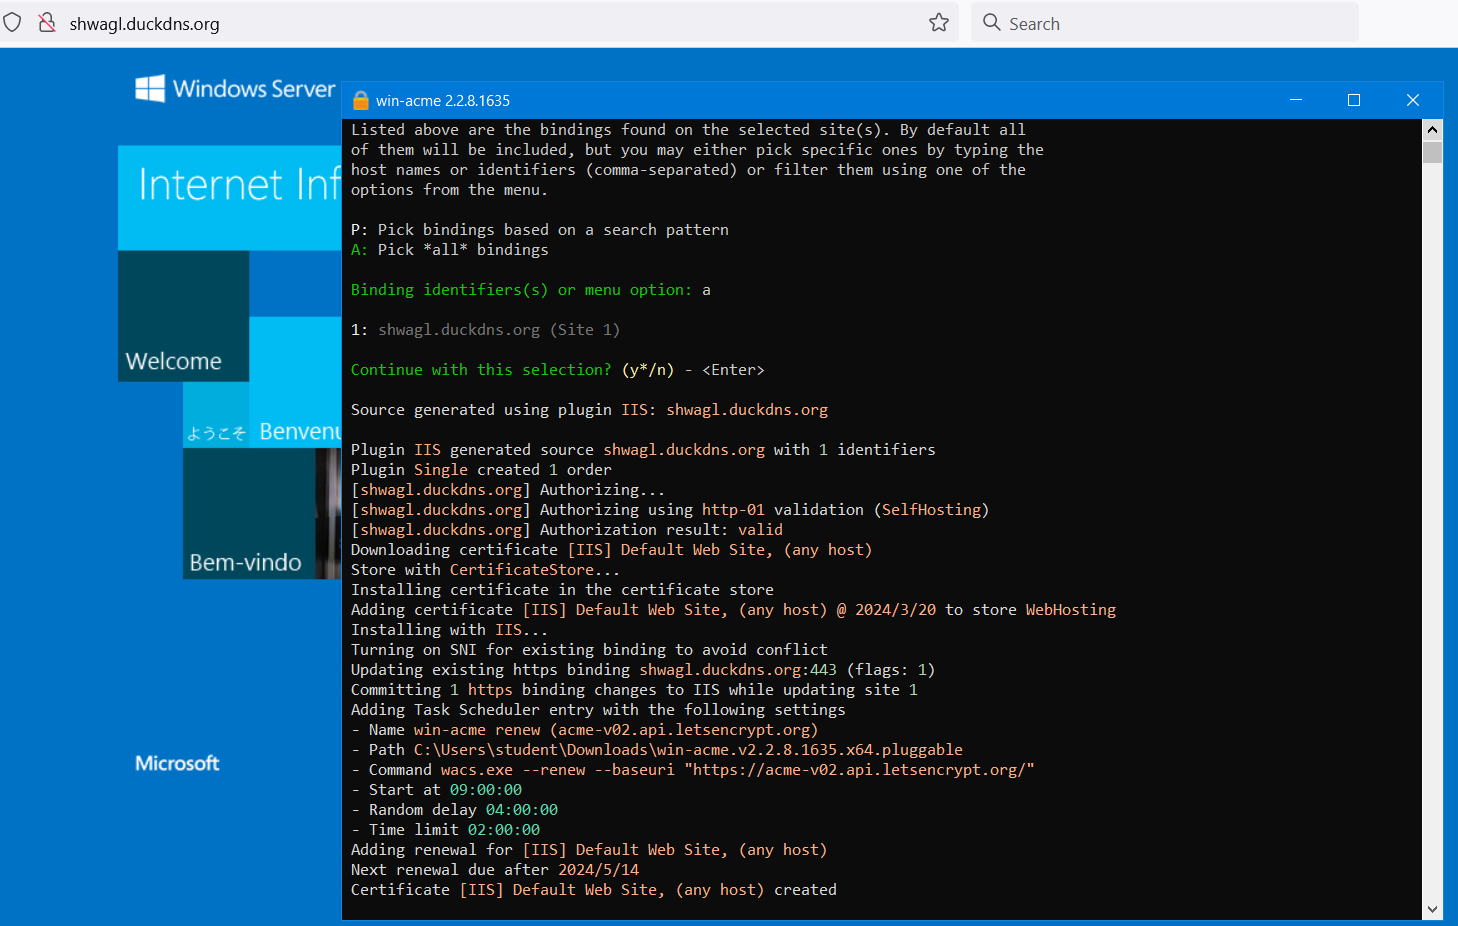 shwagl.duckdns.org
Search
Windows Server
Internet Inf
Welcome
ようこそ
Benvenu
Bem-vindo
Microsoft
win-acme 2.2.8.1635
Listed above are the bindings found on the selected site(s). By default all
of them will be included, but you may either pick specific ones by typing the
host names or identifiers (comma-separated) or filter them using one of the
options from the menu.
P: Pick bindings based on a search pattern
A: Pick *all* bindings
Binding identifiers(s) or menu option: a
1: shwagl.duckdns.org (Site 1)
Continue with this selection? (y*/n) - <Enter>
Source generated using plugin IIS: shwagl.duckdns.org
Plugin IIS generated source shwagl.duckdns.org with 1 identifiers
Plugin Single created 1 order
[shwagl.duckdns.org] Authorizing...
[shwagl.duckdns.org] Authorizing using http-01 validation (SelfHosting)
[shwagl.duckdns.org] Authorization result: valid
Downloading certificate [IIS] Default Web Site, (any host)
Store with CertificateStore...
Installing certificate in the certificate store
Adding certificate [IIS] Default Web Site, (any host) @ 2024/3/20 to store WebHosting
Installing with IIS...
Turning on SNI for existing binding to avoid conflict
Updating existing https binding shwagl.duckdns.org:443 (flags: 1)
Committing 1 https binding changes to IIS while updating site 1
Adding Task Scheduler entry with the following settings
- Name win-acme renew (acme-v02.api.letsencrypt.org)
- Path C:\Users\student\Downloads\win-acme.v2.2.8.1635.x64.pluggable
- Command wacs.exe --renew --baseuri "https://acme-v02.api.letsencrypt.org/"
- Start at 09:00:00
- Random delay 04:00:00
- Time limit 02:00:00
Adding renewal for [IIS] Default Web Site, (any host)
Next renewal due after 2024/5/14
Certificate [IIS] Default Web Site, (any host) created